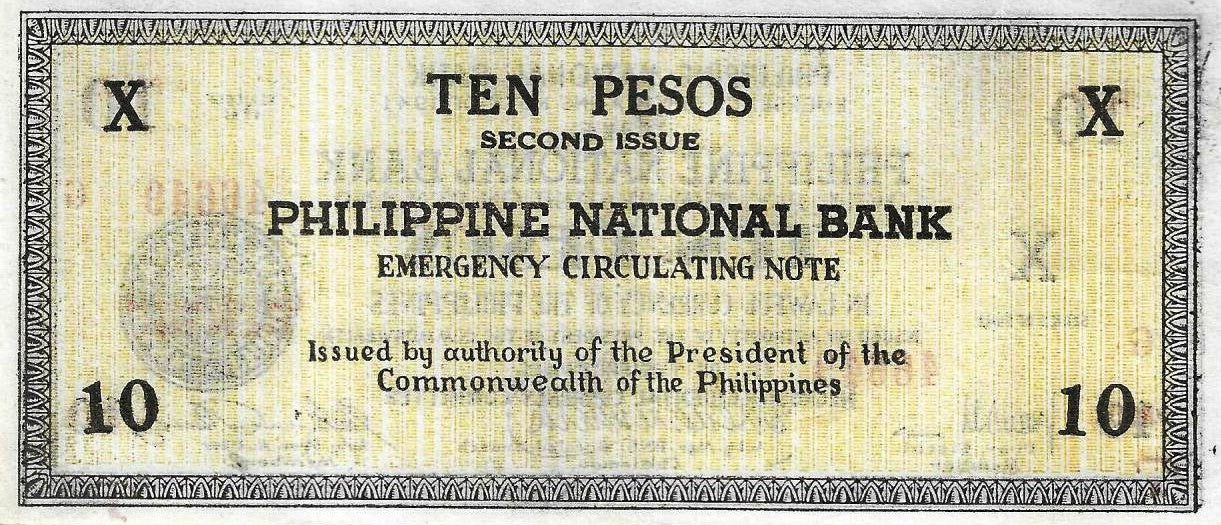 X TEN PESOS X
SECOND ISSUE
PHILIPPINE NATIONAL BANK
EMERGENCY CIRCULATING NOTE
Issued by authority of the President of the
Commonwealth of the Philippines
10 10